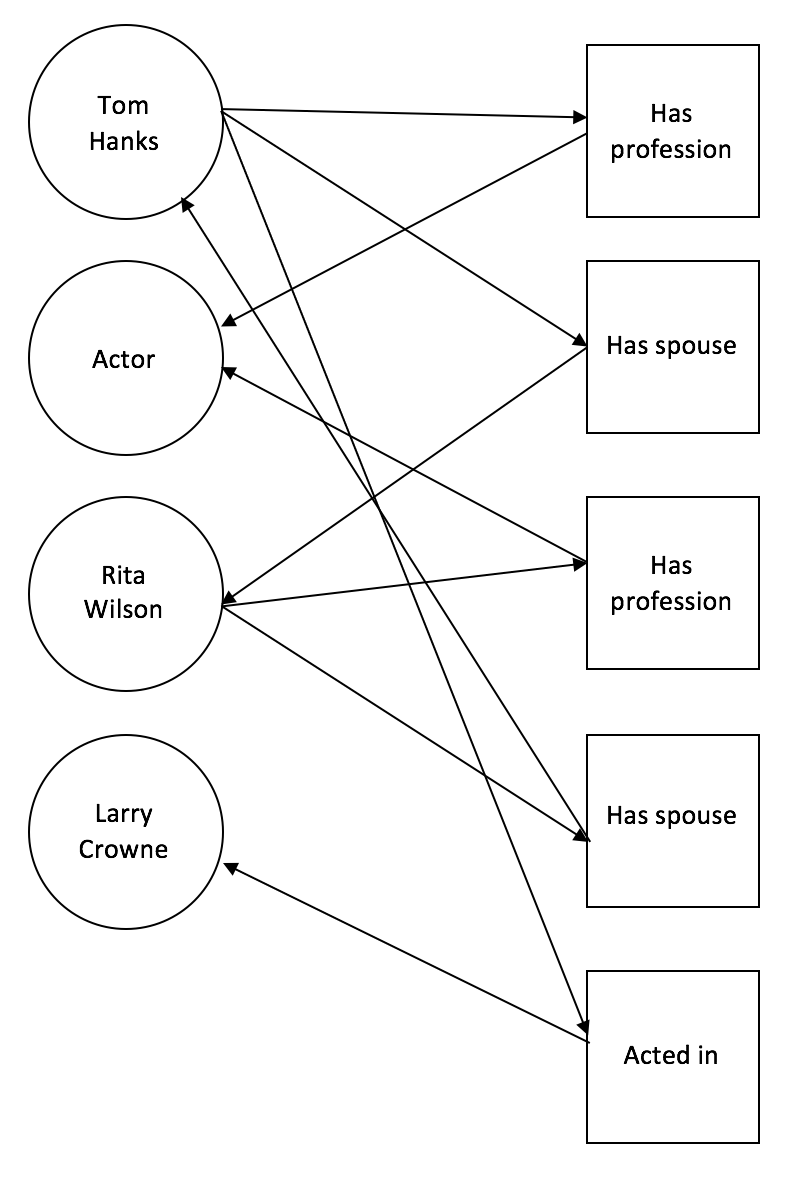 Tom
Hanks
Has
profession
Actor
Has spouse
Rita
Wilson
Has
profession
Larry
Crowne
Has spouse
Acted in